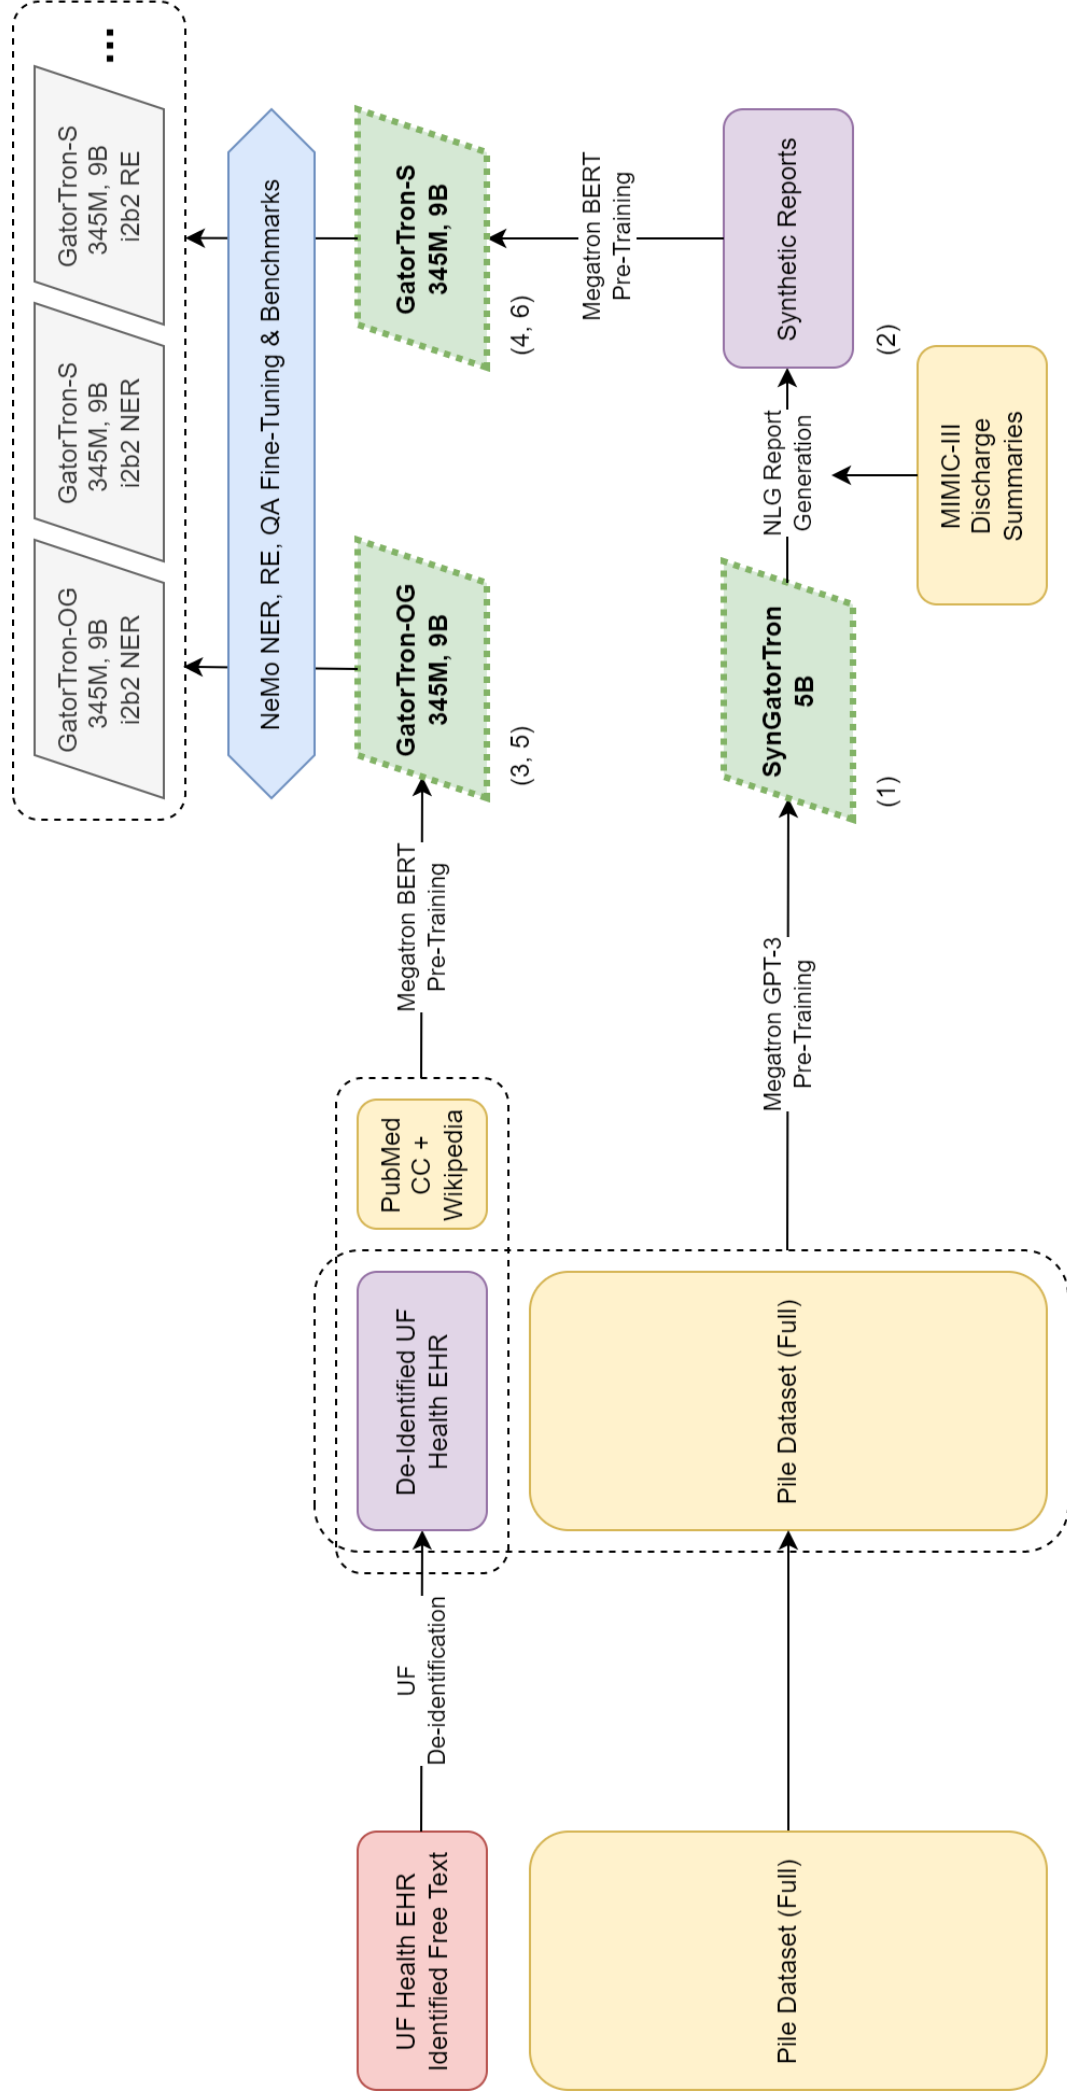 GatorTron-OG
345M, 9B
i2b2 NER
GatorTron-S
345M, 9B
i2b2 NER
GatorTron-S
345M, 9B
i2b2 RE
...
NeMo NER, RE, QA Fine-Tuning & Benchmarks
UF Health EHR
Identified Free Text
UF
De-identification
De-Identified UF
Health EHR
PubMed
CC +
Wikipedia
Megatron BERT
Pre-Training
GatorTron-OG
345M, 9B
(3, 5)
GatorTron-S
345M, 9B
(4, 6)
Megatron BERT
Pre-Training
Pile Dataset (Full)
Pile Dataset (Full)
Megatron GPT-3
Pre-Training
SynGatorTron
5B
(1)
NLG Report
Generation
Synthetic Reports
(2)
MIMIC-III
Discharge
Summaries